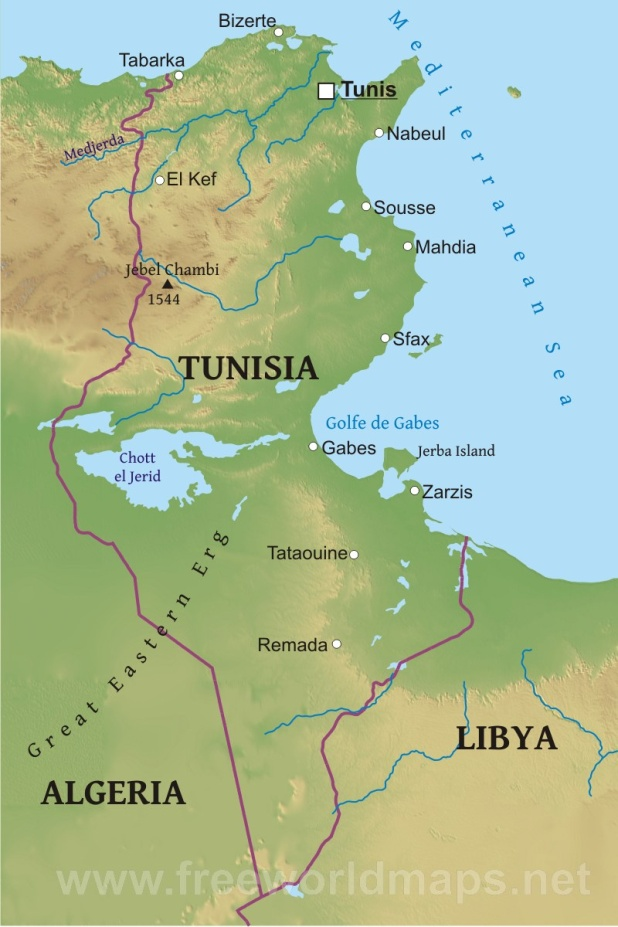 Bizerte
Tabarka
Tunis
Mediterranean Sea
Nabeul
Medjerda
El Kef
Sousse
Mahdia
Jebel Chambi
1544
Sfax
TUNISIA
Golfe de Gabes
Gabes
Jerba Island
Chott
el Jerid
Zarzis
Great Eastern Erg
Tataouine
Remada
LIBYA
ALGERIA
www.freeworldmaps.net